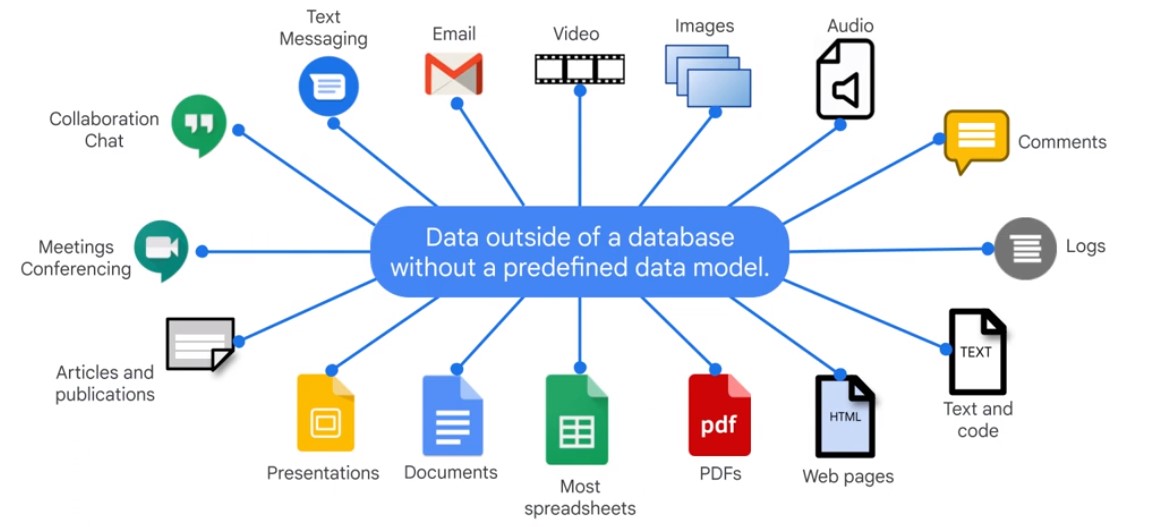 Text
Messaging
Email
Video
Images
Audio
Collaboration
Chat
Comments
Meetings
Conferencing
Data outside of a database
without a predefined data model.
Logs
Articles and
publications
TEXT
Text and
code
Presentations
Documents
Most
spreadsheets
pdf
PDFs
HTML
Web pages